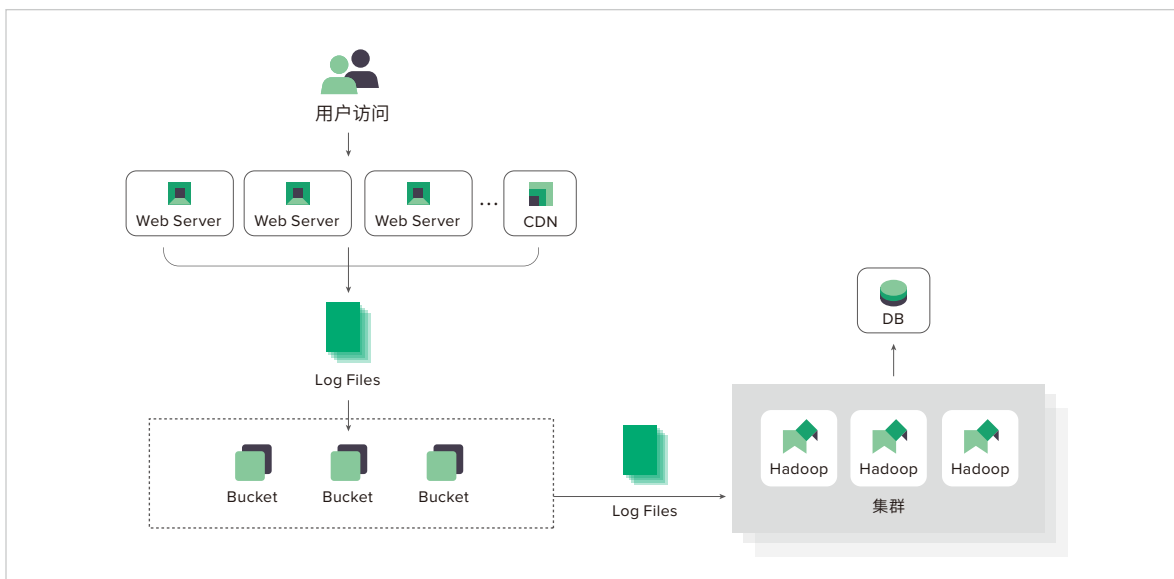 用户访问
Web Server
Web Server
Web Server
...
CDN
Log Files
Bucket
Bucket
Bucket
Log Files
DB
Hadoop
Hadoop
Hadoop
集群